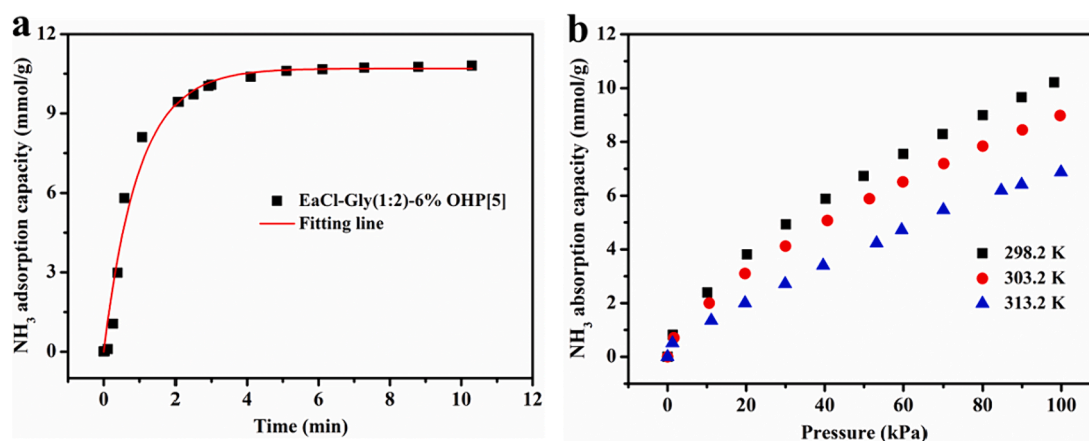 a
NH3 adsorption capacity (mmol/g)
12
9
6
3
0
EaCl-Gly(1:2)-6% OHP[5]
Fitting line
0 2 4 6 8 10 12
Time (min)
b
NH3 absorption capacity (mmol/g)
12
10
8
6
4
2
0
298.2 K
303.2 K
313.2 K
0 20 40 60 80 100
Pressure (kPa)